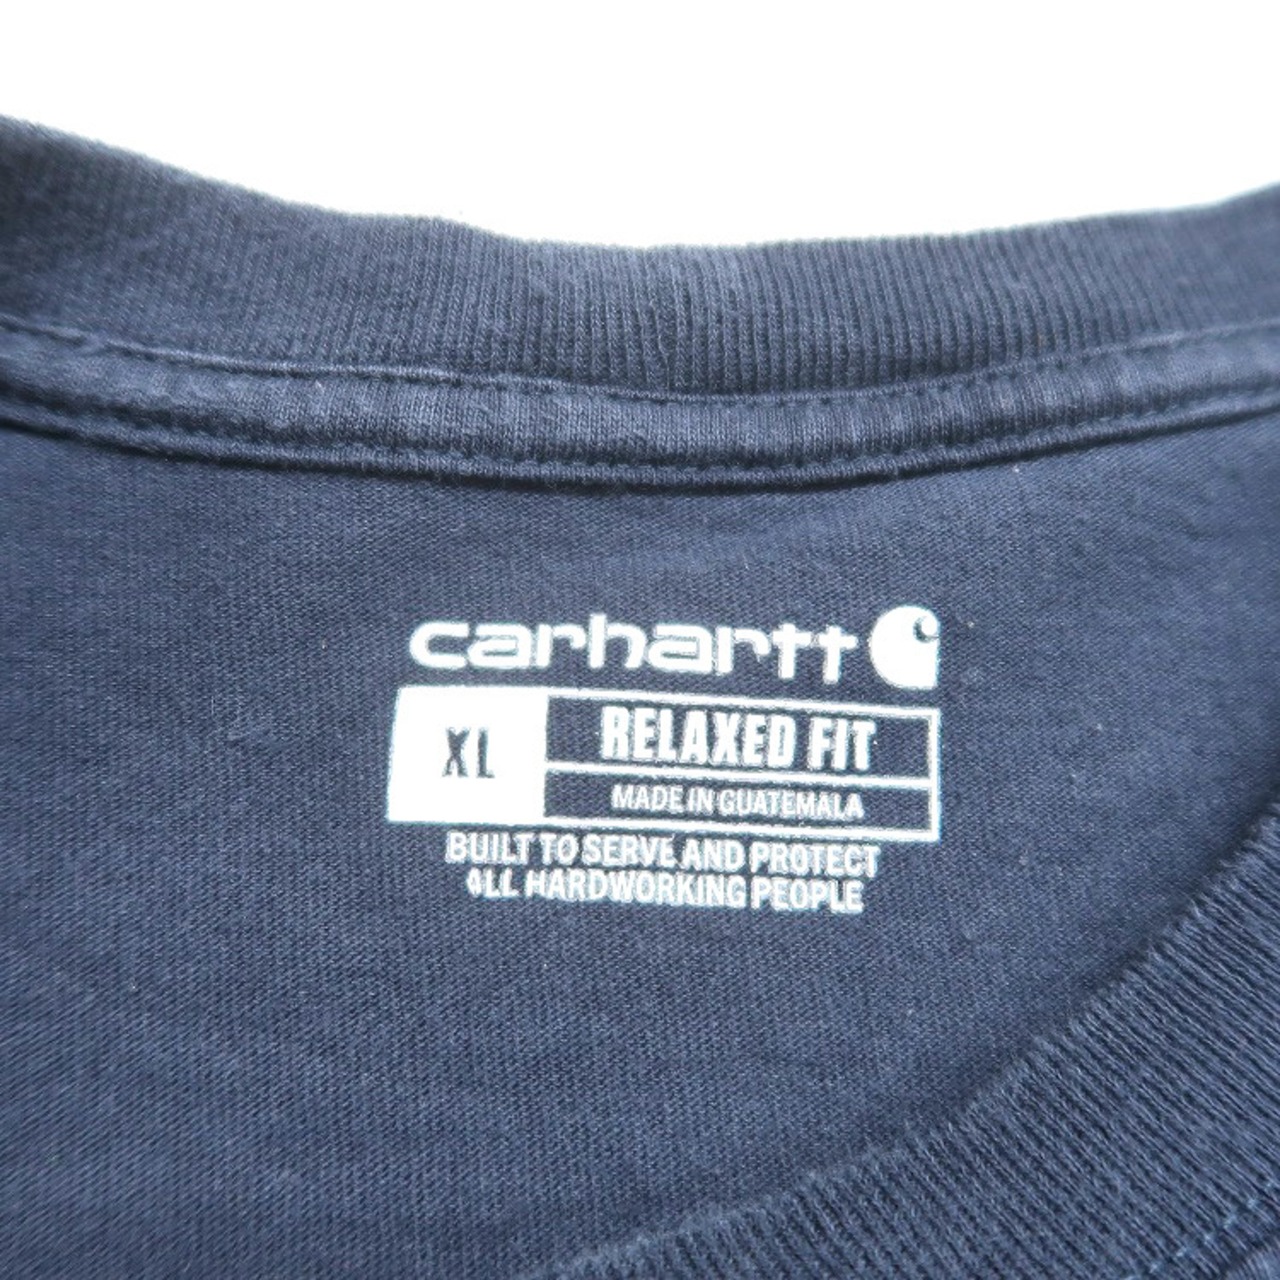 carhartt
XL
RELAXED FIT
MADE IN GUATEMALA
BUILT TO SERVE AND PROTECT
ALL HARDWORKING PEOPLE